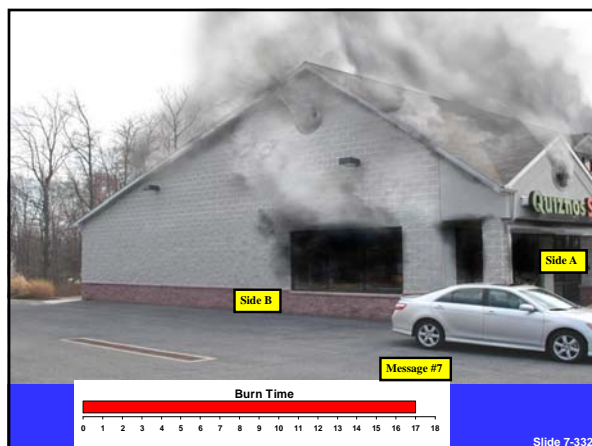 QUIZNOS S
Side A
Side B
Message #7
Burn Time
0 1 2 3 4 5 6 7 8 9 10 11 12 13 14 15 16 17 18
Slide 7-332